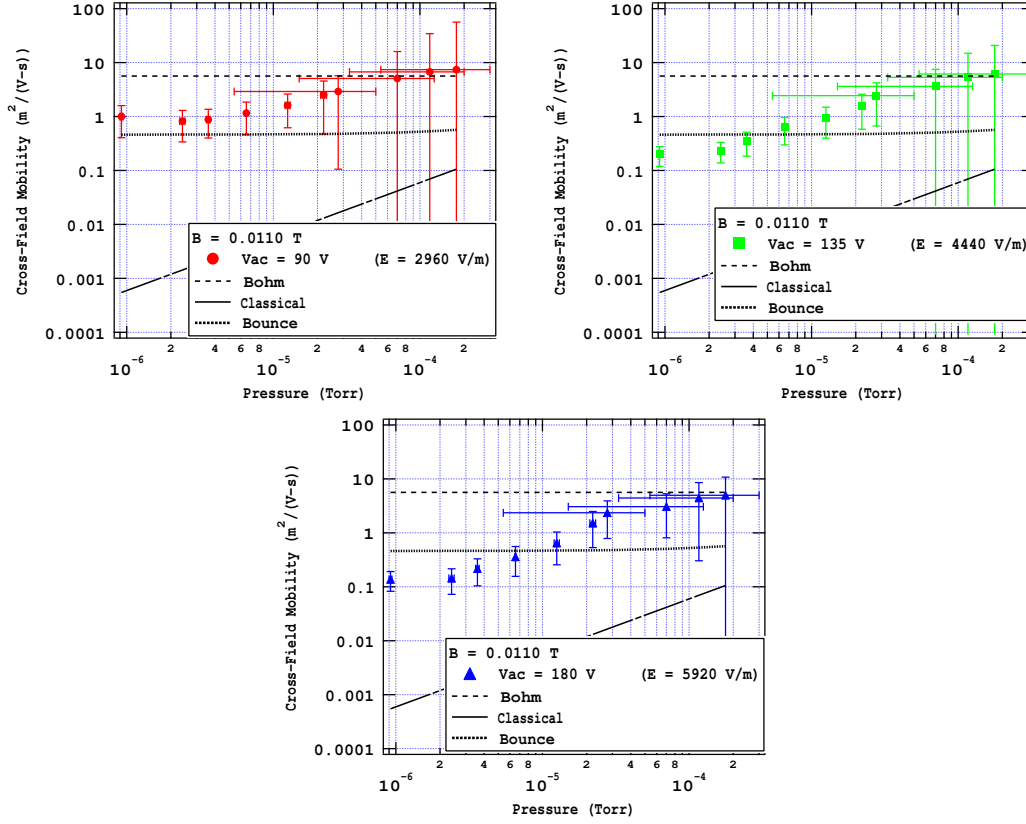 Cross-Field Mobility (m²/(V-s))
100
10
1
0.1
0.01
0.001
0.0001
B = 0.0110 T
Vac = 90 V (E = 2960 V/m)
Bohm
Classical
Bounce
2 4 6 8 2 4 6 8 2
10⁻⁶ 10⁻⁵ 10⁻⁴
Pressure (Torr)
Cross-Field Mobility (m²/(V-s))
100
10
1
0.1
0.01
0.001
0.0001
B = 0.0110 T
Vac = 135 V (E = 4440 V/m)
Bohm
Classical
Bounce
2 4 6 8 2 4 6 8 2
10⁻⁶ 10⁻⁵ 10⁻⁴
Pressure (Torr)
Cross-Field Mobility (m²/(V-s))
100
10
1
0.1
0.01
0.001
0.0001
B = 0.0110 T
Vac = 180 V (E = 5920 V/m)
Bohm
Classical
Bounce
2 4 6 8 2 4 6 8 2
10⁻⁶ 10⁻⁵ 10⁻⁴
Pressure (Torr)